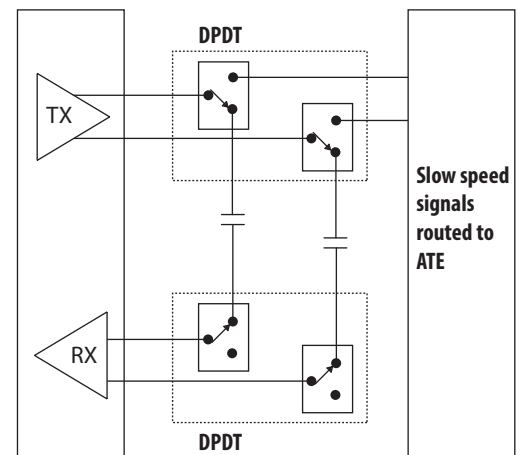 DPDT
TX
Slow speed
signals
routed to
ATE
RX
DPDT